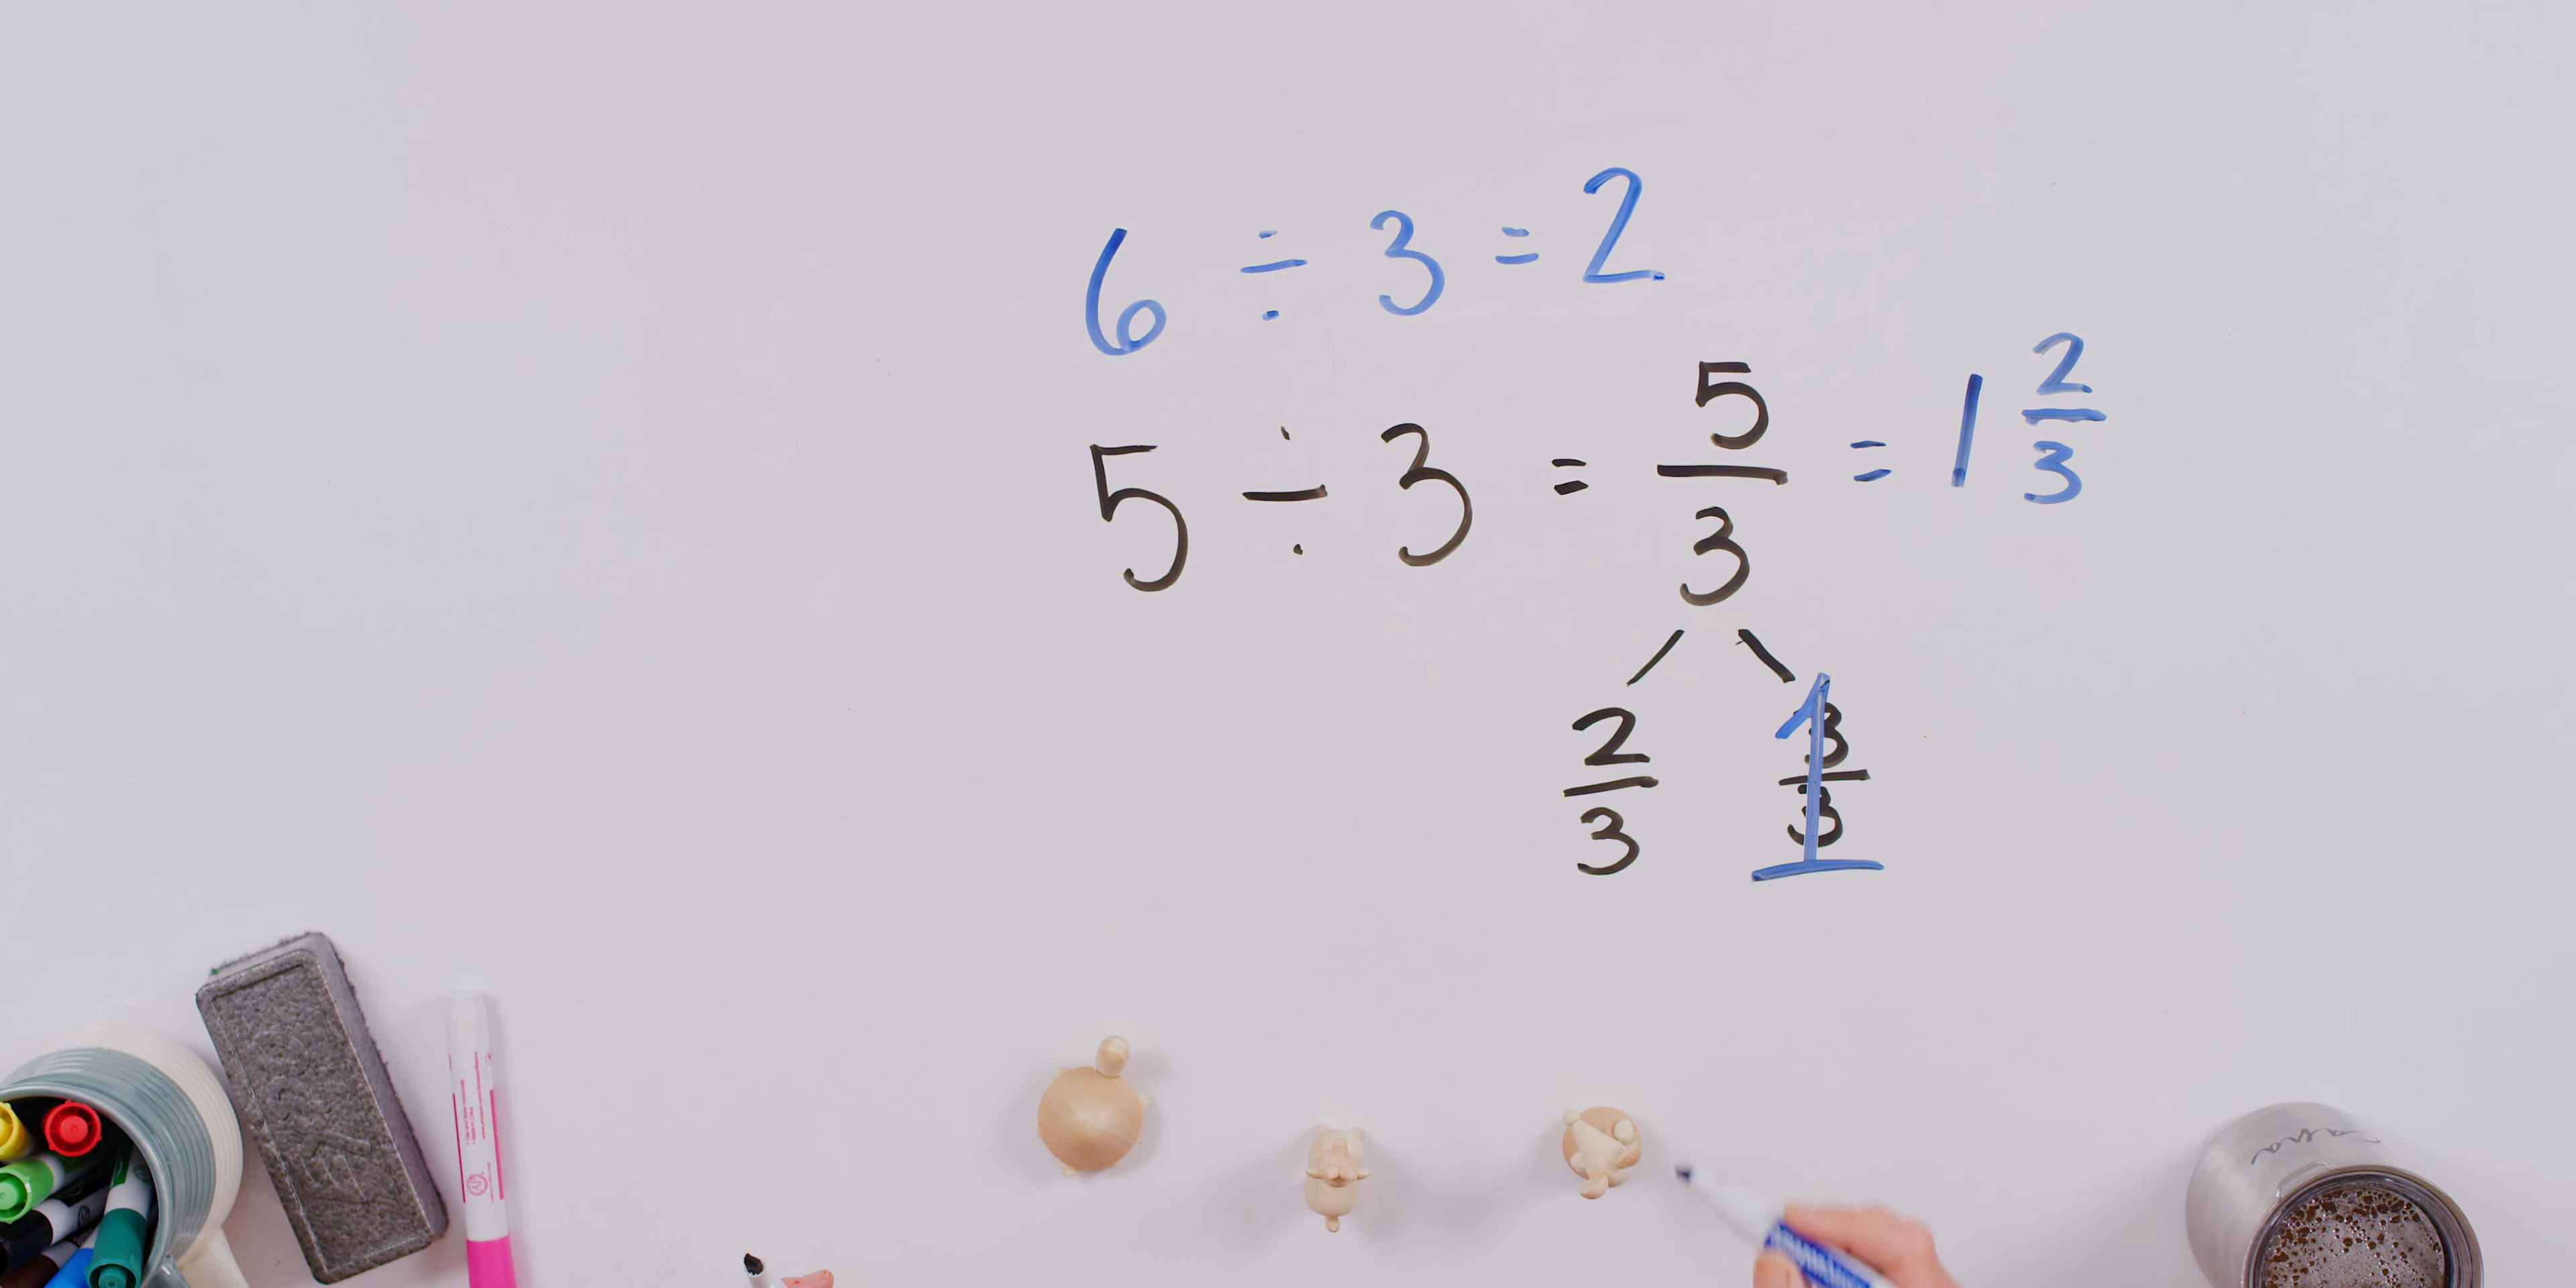 6 ÷ 3 = 2
5 ÷ 3 = 5/3 = 1 2/3
2/3 3/3
1